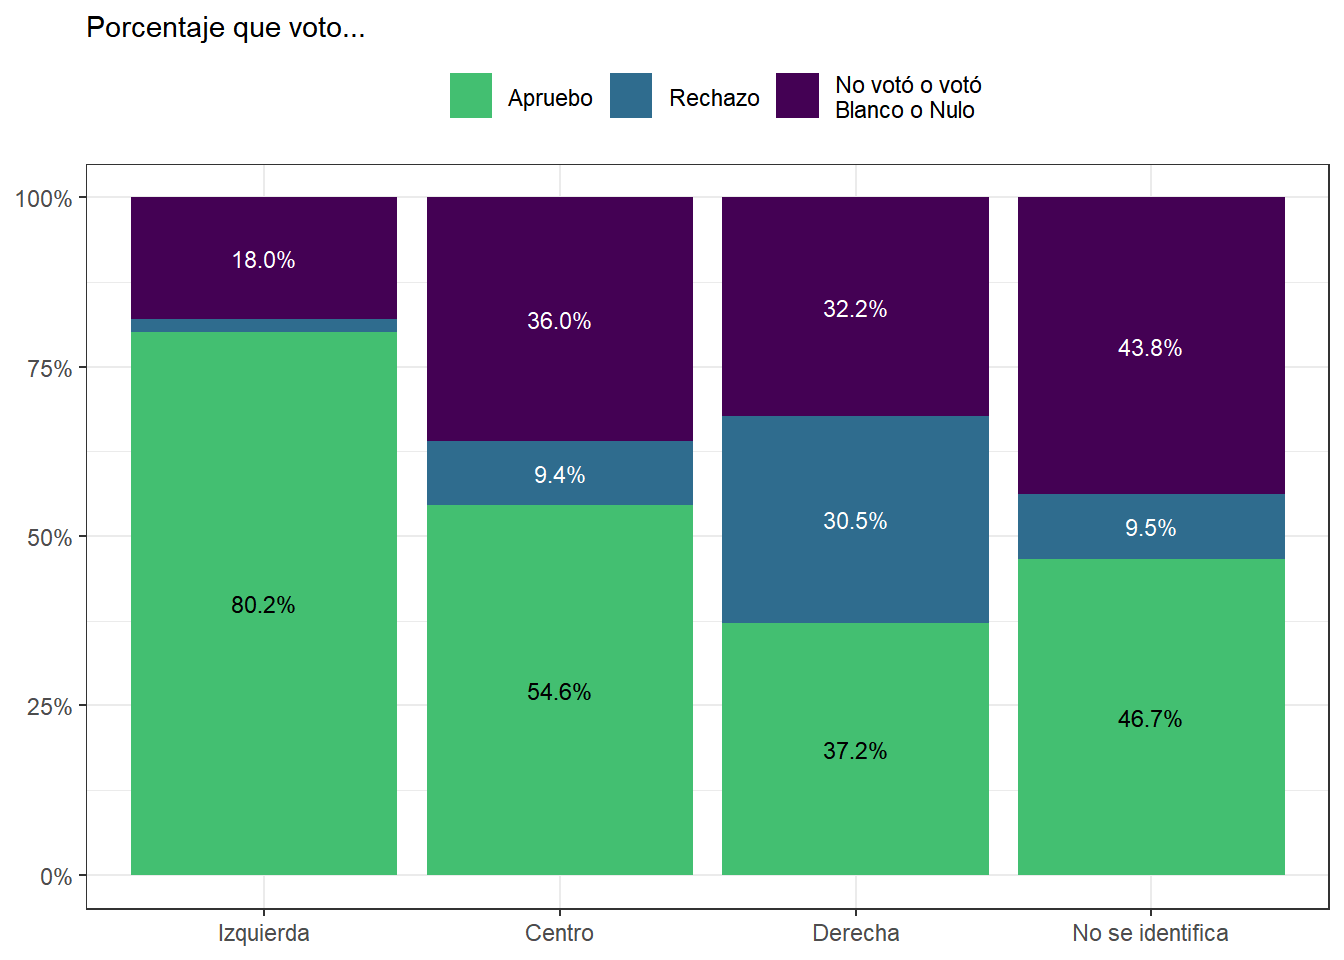 Porcentaje que voto...
Apruebo
Rechazo
No votó o votó
Blanco o Nulo
100%
75%
50%
25%
0%
18.0%
80.2%
36.0%
9.4%
54.6%
32.2%
30.5%
37.2%
43.8%
9.5%
46.7%
Izquierda
Centro
Derecha
No se identifica